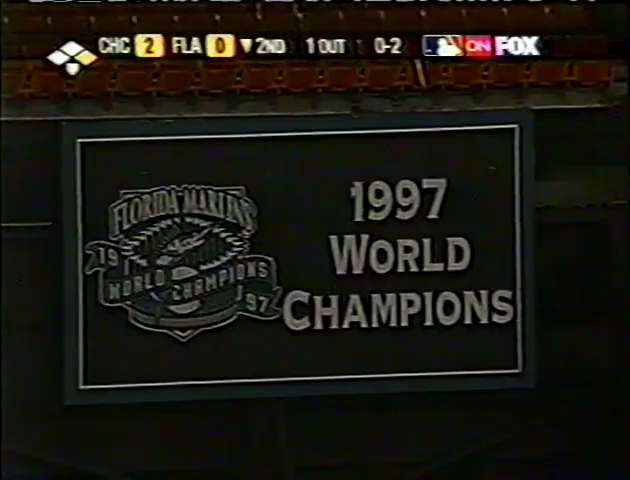 CHC 2 FLA 0 ▼ 2ND 1 OUT 0-2 ON FOX
FLORIDA MARLINS
19 WORLD CHAMPIONS 97
1997
WORLD
CHAMPIONS